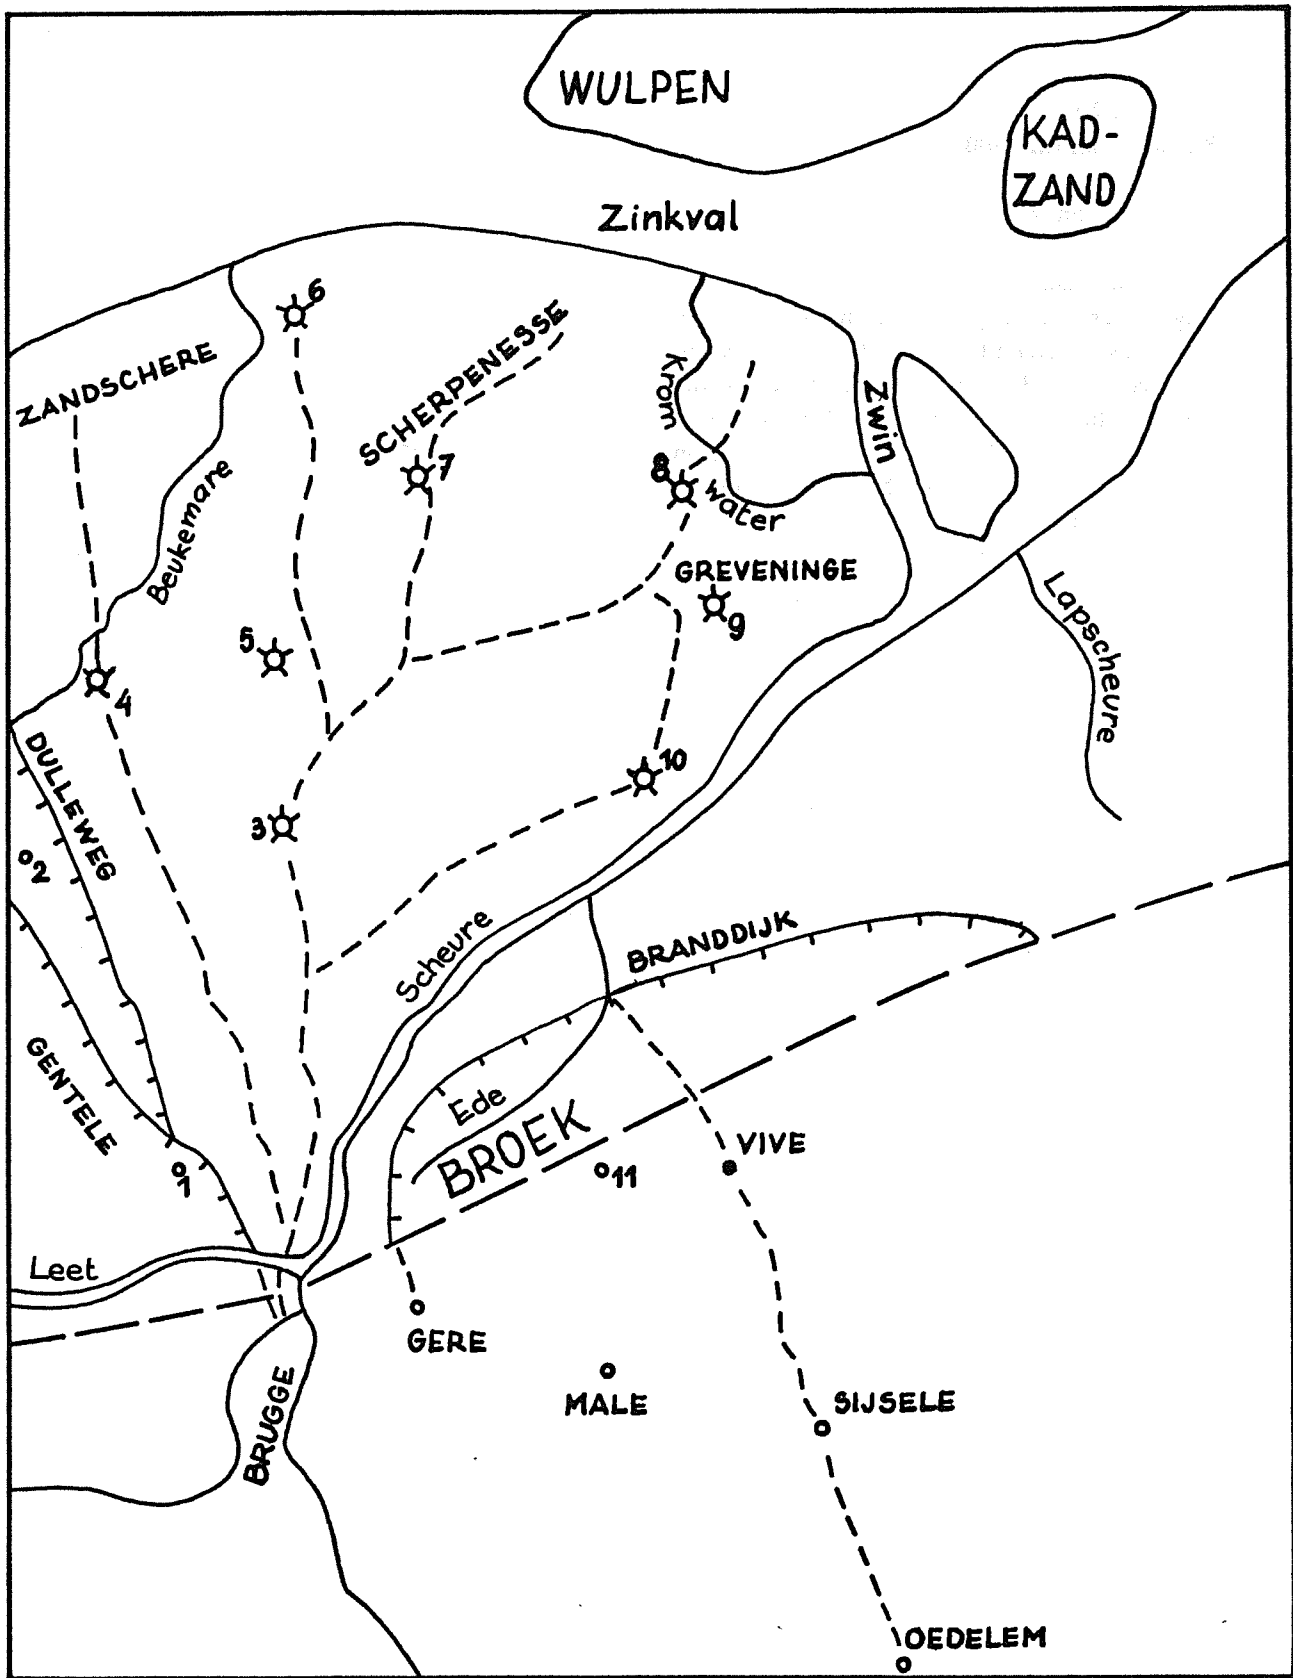 WULPEN
KAD-
ZAND
Zinkval
6
ZANDSCHERE
SCHERPENESSE
Krom
water
Zwin
7
8
Beukemare
GREVENINGE
9
Lapscheure
5
4
DULLEWEG
10
3
2
Scheure
BRANDDIJK
GENTELE
Ede
BROEK
VIVE
11
1
Leet
GERE
MALE
BRUGGE
SIJSELE
OEDELEM